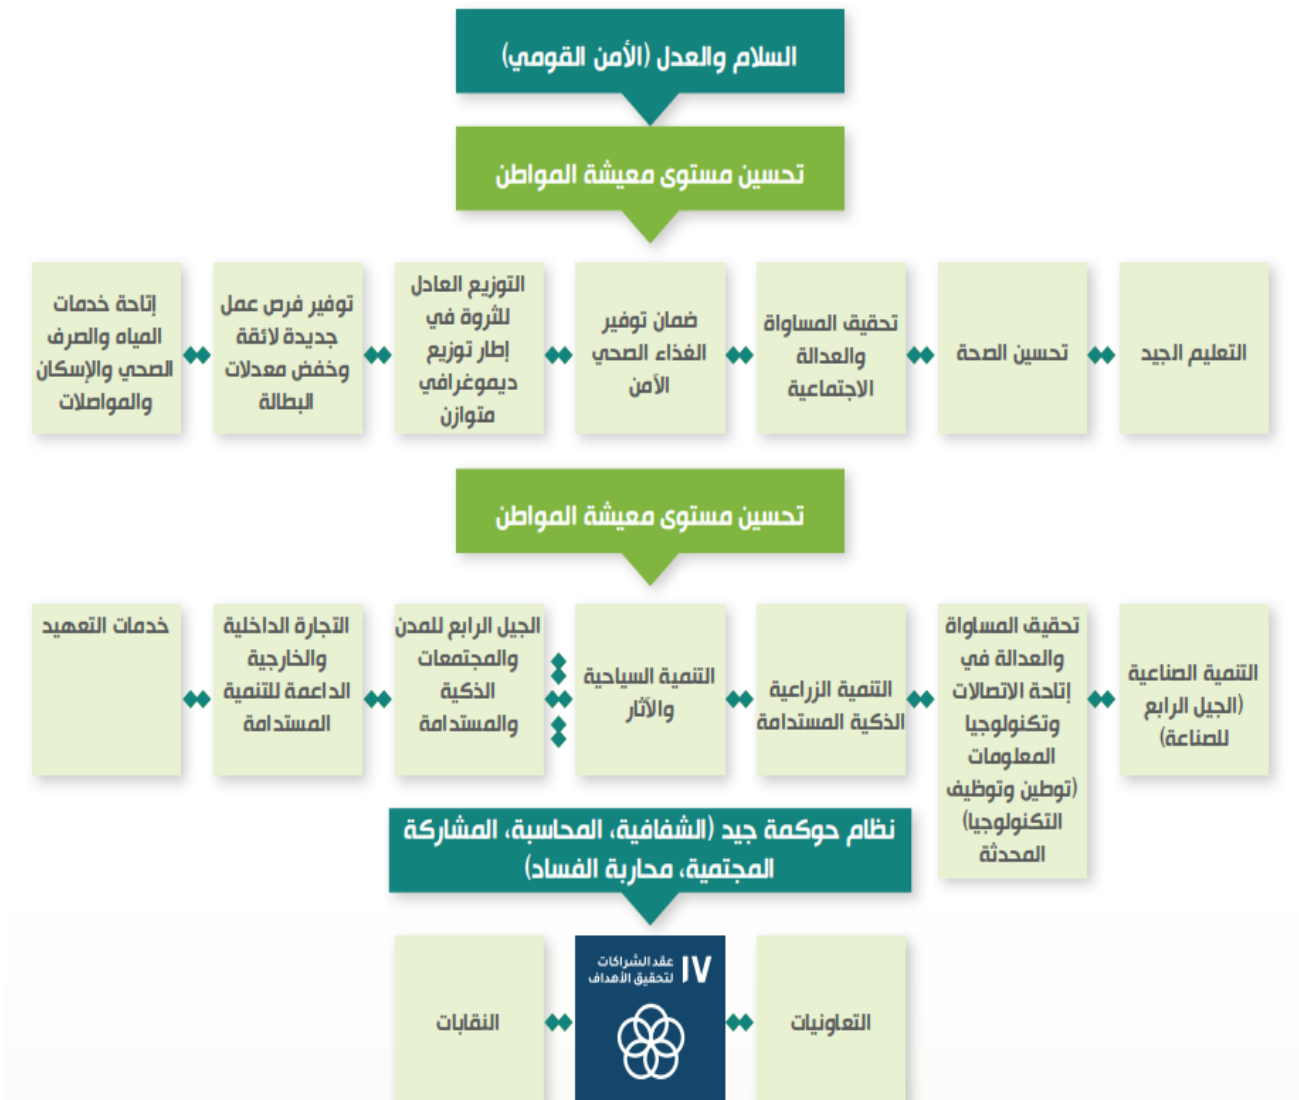 السلام والعدل (الأمن القومي)
تحسين مستوى معيشة المواطن
التعليم الجيد
تحسين الصحة
تحقيق المساواة
والعدالة
الاجتماعية
ضمان توفير
الغذاء الصحي
الآمن
التوزيع العادل
للثروة في
إطار توزيع
ديموغرافي
متوازن
توفير فرص عمل
جديدة لائقة
وخفض معدلات
البطالة
إتاحة خدمات
المياه والصرف
الصحي والإسكان
والمواصلات
تحسين مستوى معيشة المواطن
التنمية الصناعية
(الجيل الرابع
للصناعة)
تحقيق المساواة
والعدالة في
إتاحة الاتصالات
وتكنولوجيا
المعلومات
(توطين وتوظيف
التكنولوجيا)
المحدثة
التنمية الزراعية
الذكية المستدامة
التنمية السياحية
والآثار
الجيل الرابع للمدن
والمجتمعات
الذكية
والمستدامة
التجارة الداخلية
والخارجية
الداعمة للتنمية
المستدامة
خدمات التعهيد
نظام حوكمة جيد (الشفافية، المحاسبة، المشاركة
المجتمية، محاربة الفساد)
التعاونيات
١٧ عقد الشراكات
لتحقيق الأهداف
النقابات